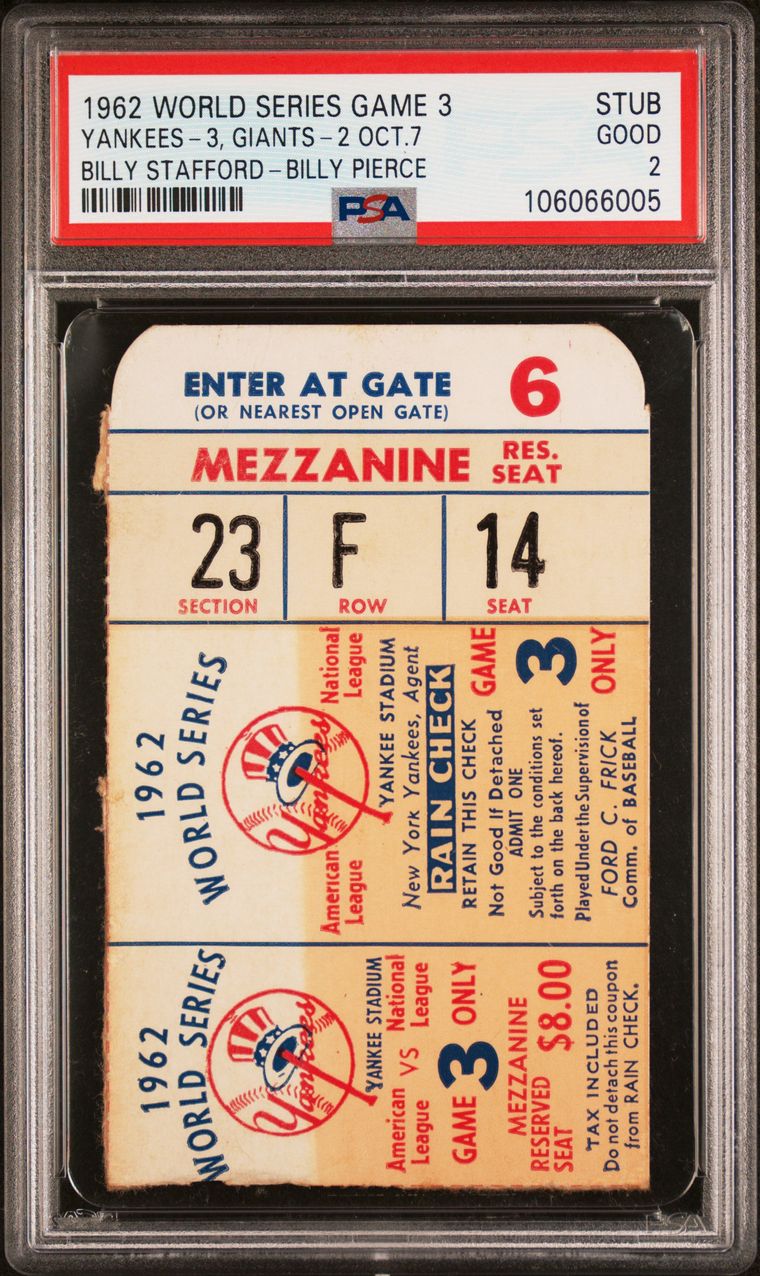 1962 WORLD SERIES GAME 3 STUB
YANKEES-3, GIANTS-2 OCT.7 GOOD
BILLY STAFFORD-BILLY PIERCE 2
PSA 106066005
ENTER AT GATE 6
(OR NEAREST OPEN GATE)
MEZZANINE RES. SEAT
23 F 14
SECTION ROW SEAT
1962
WORLD SERIES
Yankees
American League
National League
YANKEE STADIUM
New York Yankees, Agent
RAIN CHECK
RETAIN THIS CHECK
GAME 3 ONLY
Not Good If Detached
ADMIT ONE
Subject to the conditions set
forth on the back hereof.
Played Under the Supervision of
FORD C. FRICK
Comm. of BASEBALL
1962
WORLD SERIES
Yankees
YANKEE STADIUM
American League VS National League
GAME 3 ONLY
MEZZANINE
RESERVED SEAT $8.00
TAX INCLUDED
Do not detach this coupon
from RAIN CHECK.
PSA